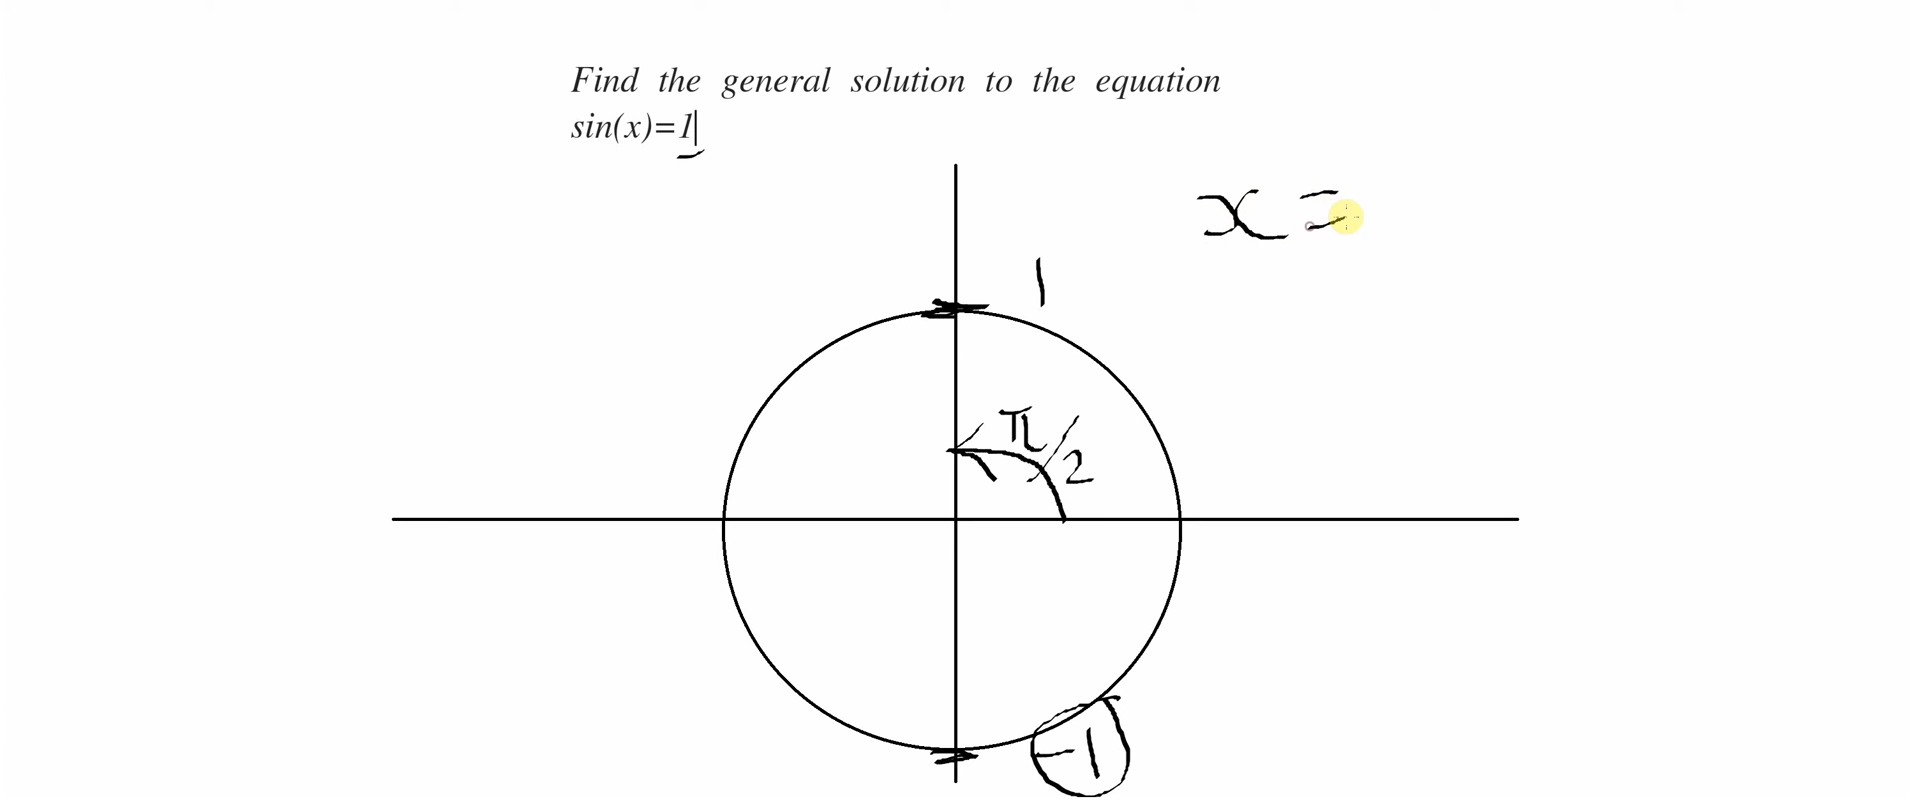 Find the general solution to the equation
sin(x)=1
x =
1
π/2
-1